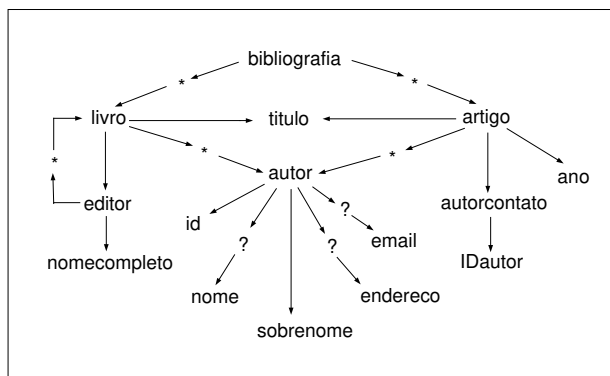 bibliografia
* *
livro titulo artigo
* * *
autor ano
editor autorcontato
id ? email
? ?
nomecompleto IDautor
nome endereco
sobrenome